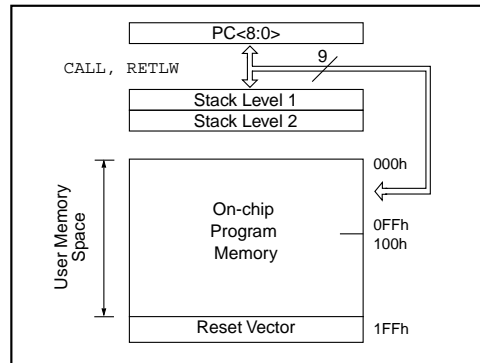 PC<8:0>
9
CALL, RETLW
Stack Level 1
Stack Level 2
000h
User Memory
Space
On-chip
Program
Memory
0FFh
100h
Reset Vector
1FFh